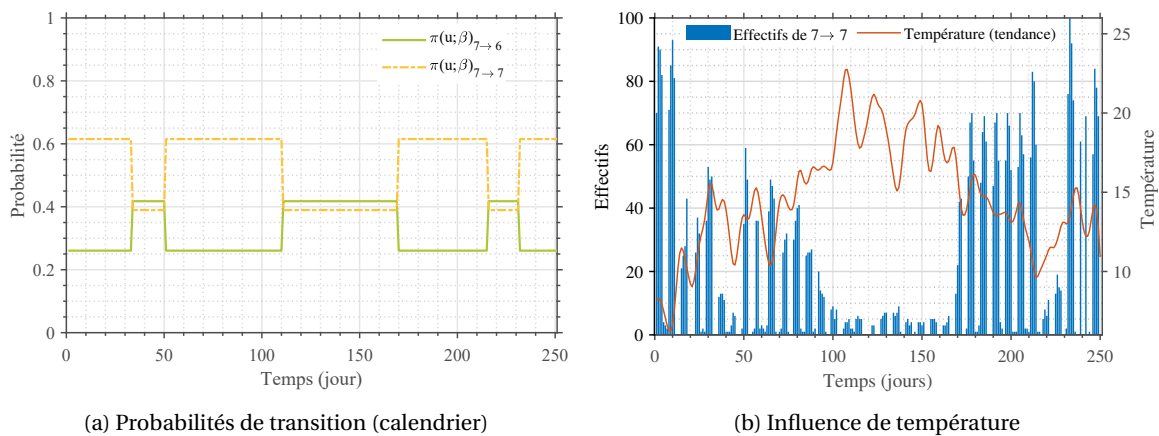 1
0.8
0.6
0.4
0.2
0
Probabilité
π(u;β)7→6
π(u;β)7→7
0 50 100 150 200 250
Temps (jour)
(a) Probabilités de transition (calendrier)
100
80
60
40
20
0
Effectifs
Effectifs de 7→ 7 Température (tendance)
25
20
15
10
Température
0 50 100 150 200 250
Temps (jours)
(b) Influence de température